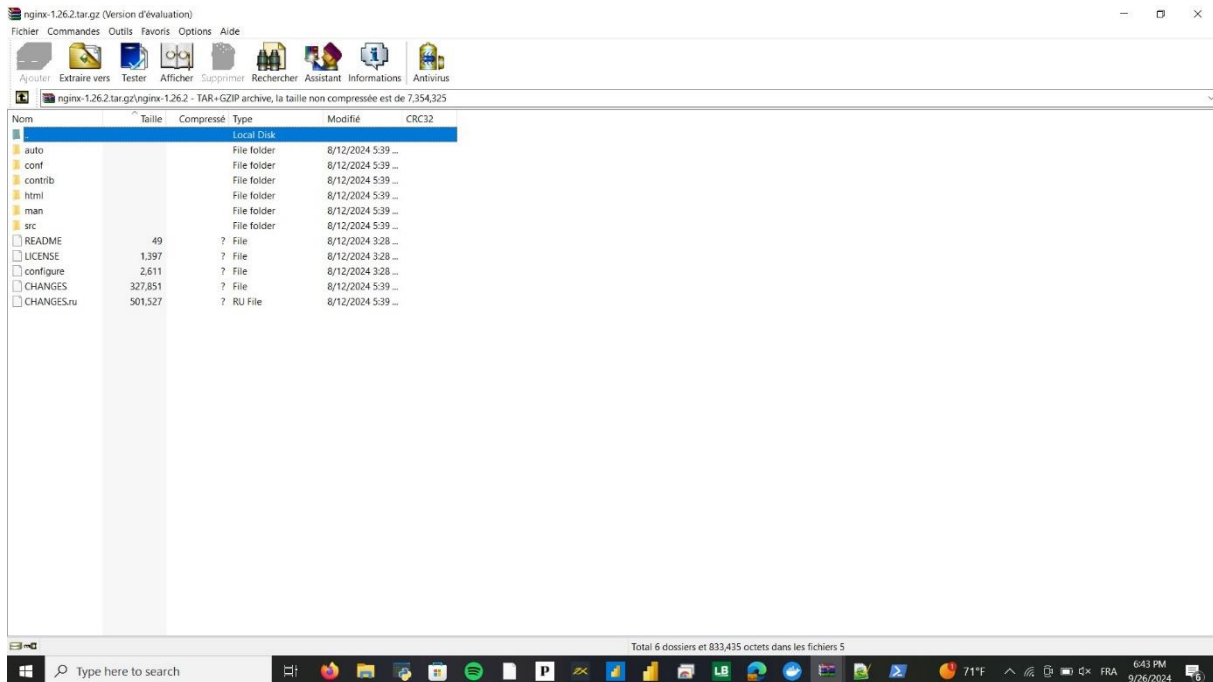 nginx-1.26.2.tar.gz (Version d'évaluation)
Fichier Commandes Outils Favoris Options Aide
Ajouter Extraire vers Tester Afficher Supprimer Rechercher Assistant Informations Antivirus
nginx-1.26.2.tar.gz\nginx-1.26.2 - TAR+GZIP archive, la taille non compressée est de 7,354,325
Nom Taille Compressé Type Modifié CRC32
.. Local Disk
auto File folder 8/12/2024 5:39 ...
conf File folder 8/12/2024 5:39 ...
contrib File folder 8/12/2024 5:39 ...
html File folder 8/12/2024 5:39 ...
man File folder 8/12/2024 5:39 ...
src File folder 8/12/2024 5:39 ...
README 49 ? File 8/12/2024 3:28 ...
LICENSE 1,397 ? File 8/12/2024 3:28 ...
configure 2,611 ? File 8/12/2024 3:28 ...
CHANGES 327,851 ? File 8/12/2024 5:39 ...
CHANGES.ru 501,527 ? RU File 8/12/2024 5:39 ...
Total 6 dossiers et 833,435 octets dans les fichiers 5
Type here to search P LB 71°F FRA 6:43 PM
9/26/2024 6